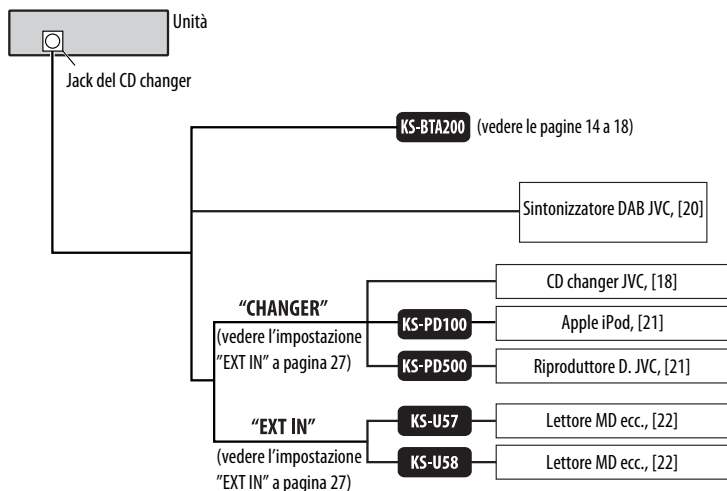 Unità
Jack del CD changer
KS-BTA200 (vedere le pagine 14 a 18)
Sintonizzatore DAB JVC, [20]
CD changer JVC, [18]
“CHANGER”
(vedere l’impostazione
”EXT IN” a pagina 27)
KS-PD100
Apple iPod, [21]
KS-PD500
Riproduttore D. JVC, [21]
“EXT IN”
(vedere l’impostazione
”EXT IN” a pagina 27)
KS-U57
Lettore MD ecc., [22]
KS-U58
Lettore MD ecc., [22]